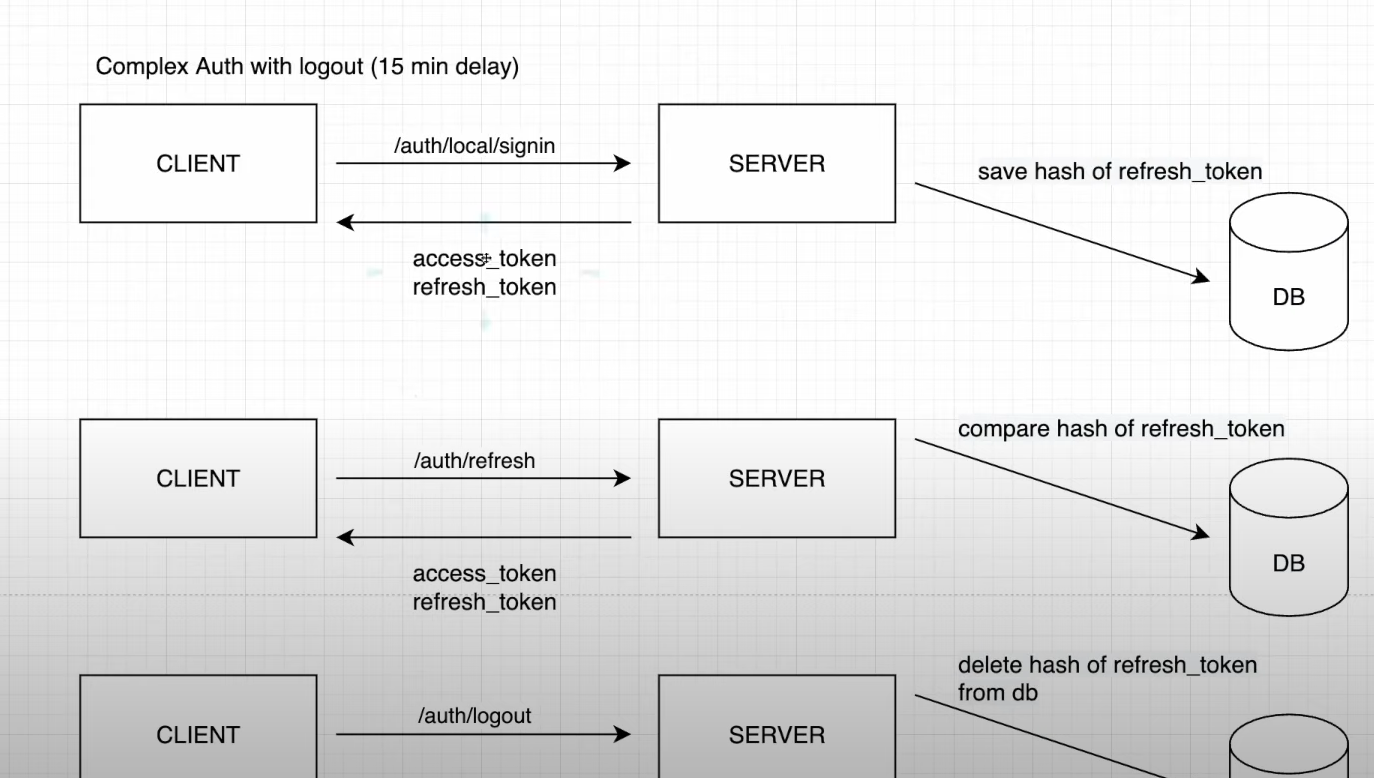 Complex Auth with logout (15 min delay)
CLIENT
/auth/local/signin
SERVER
save hash of refresh_token
access_token
refresh_token
DB
CLIENT
/auth/refresh
SERVER
compare hash of refresh_token
access_token
refresh_token
DB
CLIENT
/auth/logout
SERVER
delete hash of refresh_token
from db